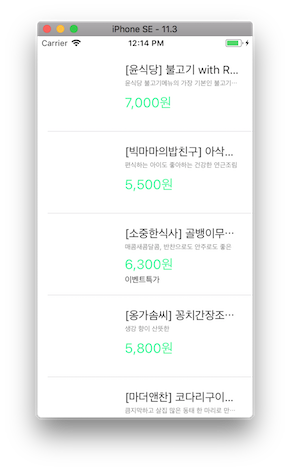 iPhone SE - 11.3
Carrier 12:14 PM
[윤식당] 불고기 with R…
윤식당 불고기메뉴의 가장 기본인 불고기…
7,000원
[빅마마의밥친구] 아삭…
편식하는 아이도 좋아하는 건강한 연근조림
5,500원
[소중한식사] 골뱅이무…
매콤새콤달콤, 반찬으로도 안주로도 좋은
6,300원
이벤트특가
[옹가솜씨] 꽁치간장조…
생강 향이 산뜻한
5,800원
[마더앤찬] 코다리구이…
큼지막하고 살집 많은 동태 한 마리로 만…